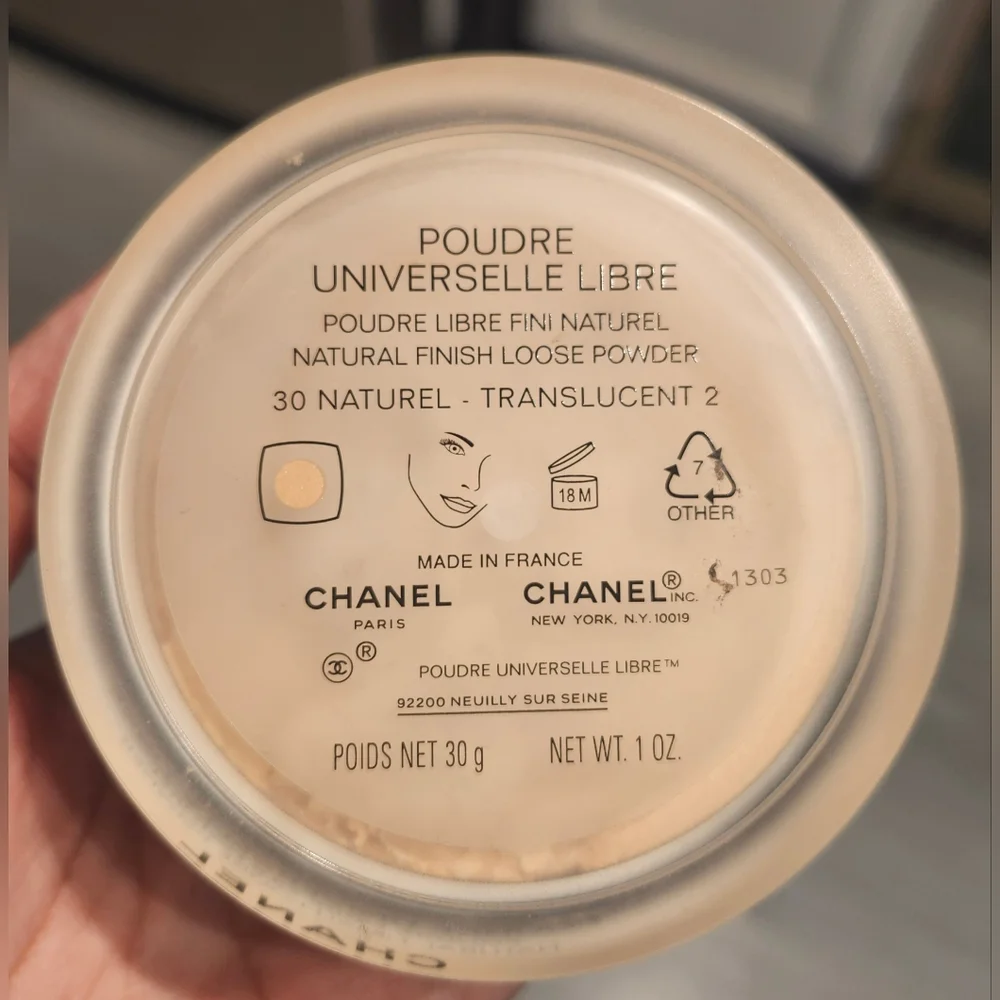 POUDRE
UNIVERSELLE LIBRE
POUDRE LIBRE FINI NATUREL
NATURAL FINISH LOOSE POWDER
30 NATUREL - TRANSLUCENT 2
18 M
7
OTHER
MADE IN FRANCE
CHANEL CHANEL® INC.
PARIS NEW YORK, N.Y. 10019
1303
®
POUDRE UNIVERSELLE LIBRE™
92200 NEUILLY SUR SEINE
POIDS NET 30 g NET WT. 1 OZ.
CHANEL